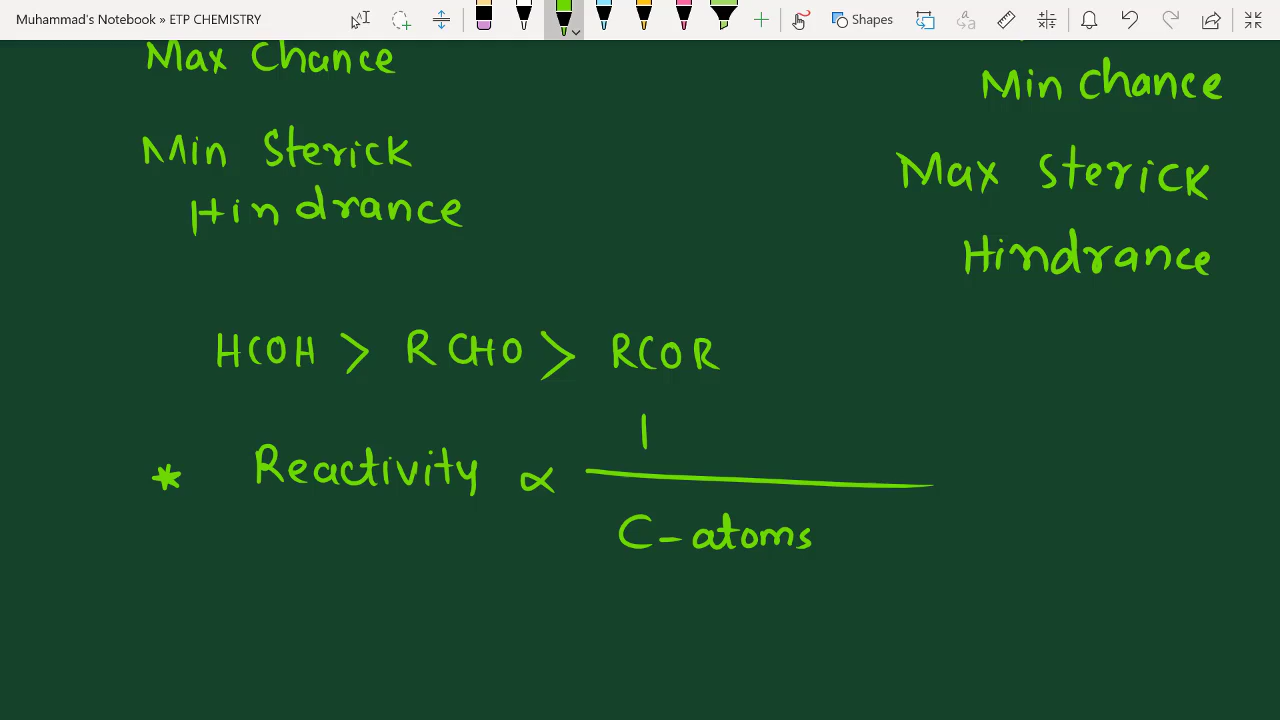 Muhammad's Notebook » ETP CHEMISTRY
Shapes
Max Chance
Min Chance
Min Sterick
Hindrance
Max Sterick
Hindrance
HCOH > RCHO > RCOR
* Reactivity ∝ 1
C-atoms